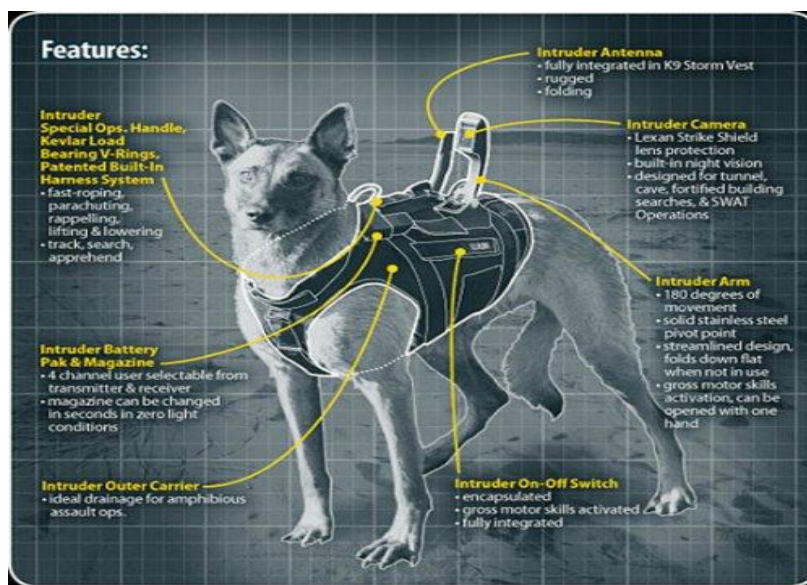 Features:
Intruder Antenna
• fully integrated in K9 Storm Vest
• rugged
• folding
Intruder
Special Ops. Handle,
Kevlar Load
Bearing V-Rings,
Patented Built-In
Harness System
• fast-roping,
parachuting,
rappelling,
lifting & lowering
• track, search,
apprehend
Intruder Camera
• Lexan Strike Shield
lens protection
• built-in night vision
• designed for tunnel,
cave, fortified building
searches, & SWAT
Operations
Intruder Arm
• 180 degrees of
movement
• solid stainless steel
pivot point
• streamlined design,
folds down flat
when not in use
• gross motor skills
activation, can be
opened with one
hand
Intruder Battery
Pak & Magazine
• 4 channel user selectable from
transmitter & receiver
• magazine can be changed
in seconds in zero light
conditions
Intruder Outer Carrier
• ideal drainage for amphibious
assault ops.
Intruder On-Off Switch
• encapsulated
• gross motor skills activated
• fully integrated